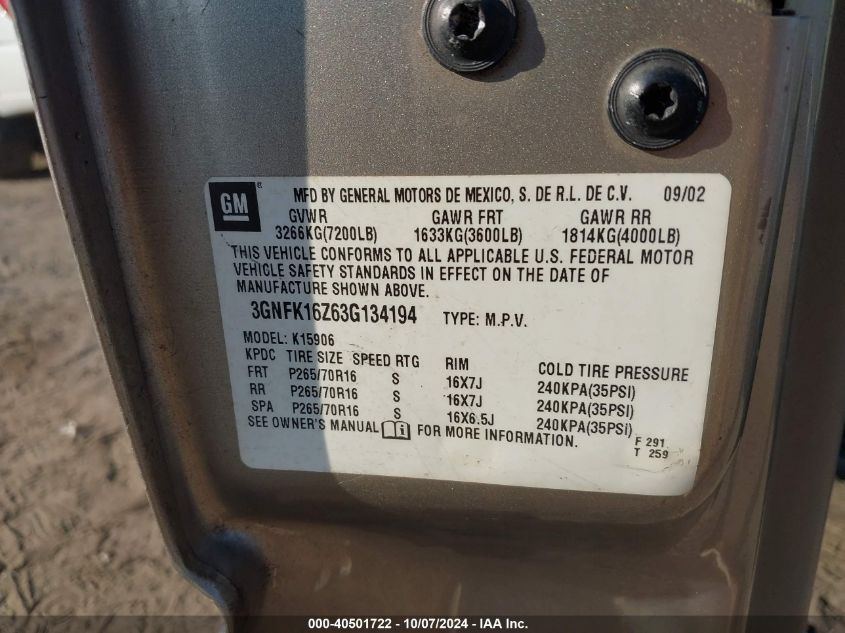 GM ® MFD BY GENERAL MOTORS DE MEXICO, S. DE R.L. DE C.V. 09/02
GVWR GAWR FRT GAWR RR
3266KG(7200LB) 1633KG(3600LB) 1814KG(4000LB)
THIS VEHICLE CONFORMS TO ALL APPLICABLE U.S. FEDERAL MOTOR
VEHICLE SAFETY STANDARDS IN EFFECT ON THE DATE OF
MANUFACTURE SHOWN ABOVE.
3GNFK16Z63G134194 TYPE: M.P.V.
MODEL: K15906
KPDC TIRE SIZE SPEED RTG RIM COLD TIRE PRESSURE
FRT P265/70R16 S 16X7J 240KPA(35PSI)
RR P265/70R16 S 16X7J 240KPA(35PSI)
SPA P265/70R16 S 16X6.5J 240KPA(35PSI)
SEE OWNER'S MANUAL i FOR MORE INFORMATION.
F 291
T 259
000-40501722 - 10/07/2024 - IAA Inc.